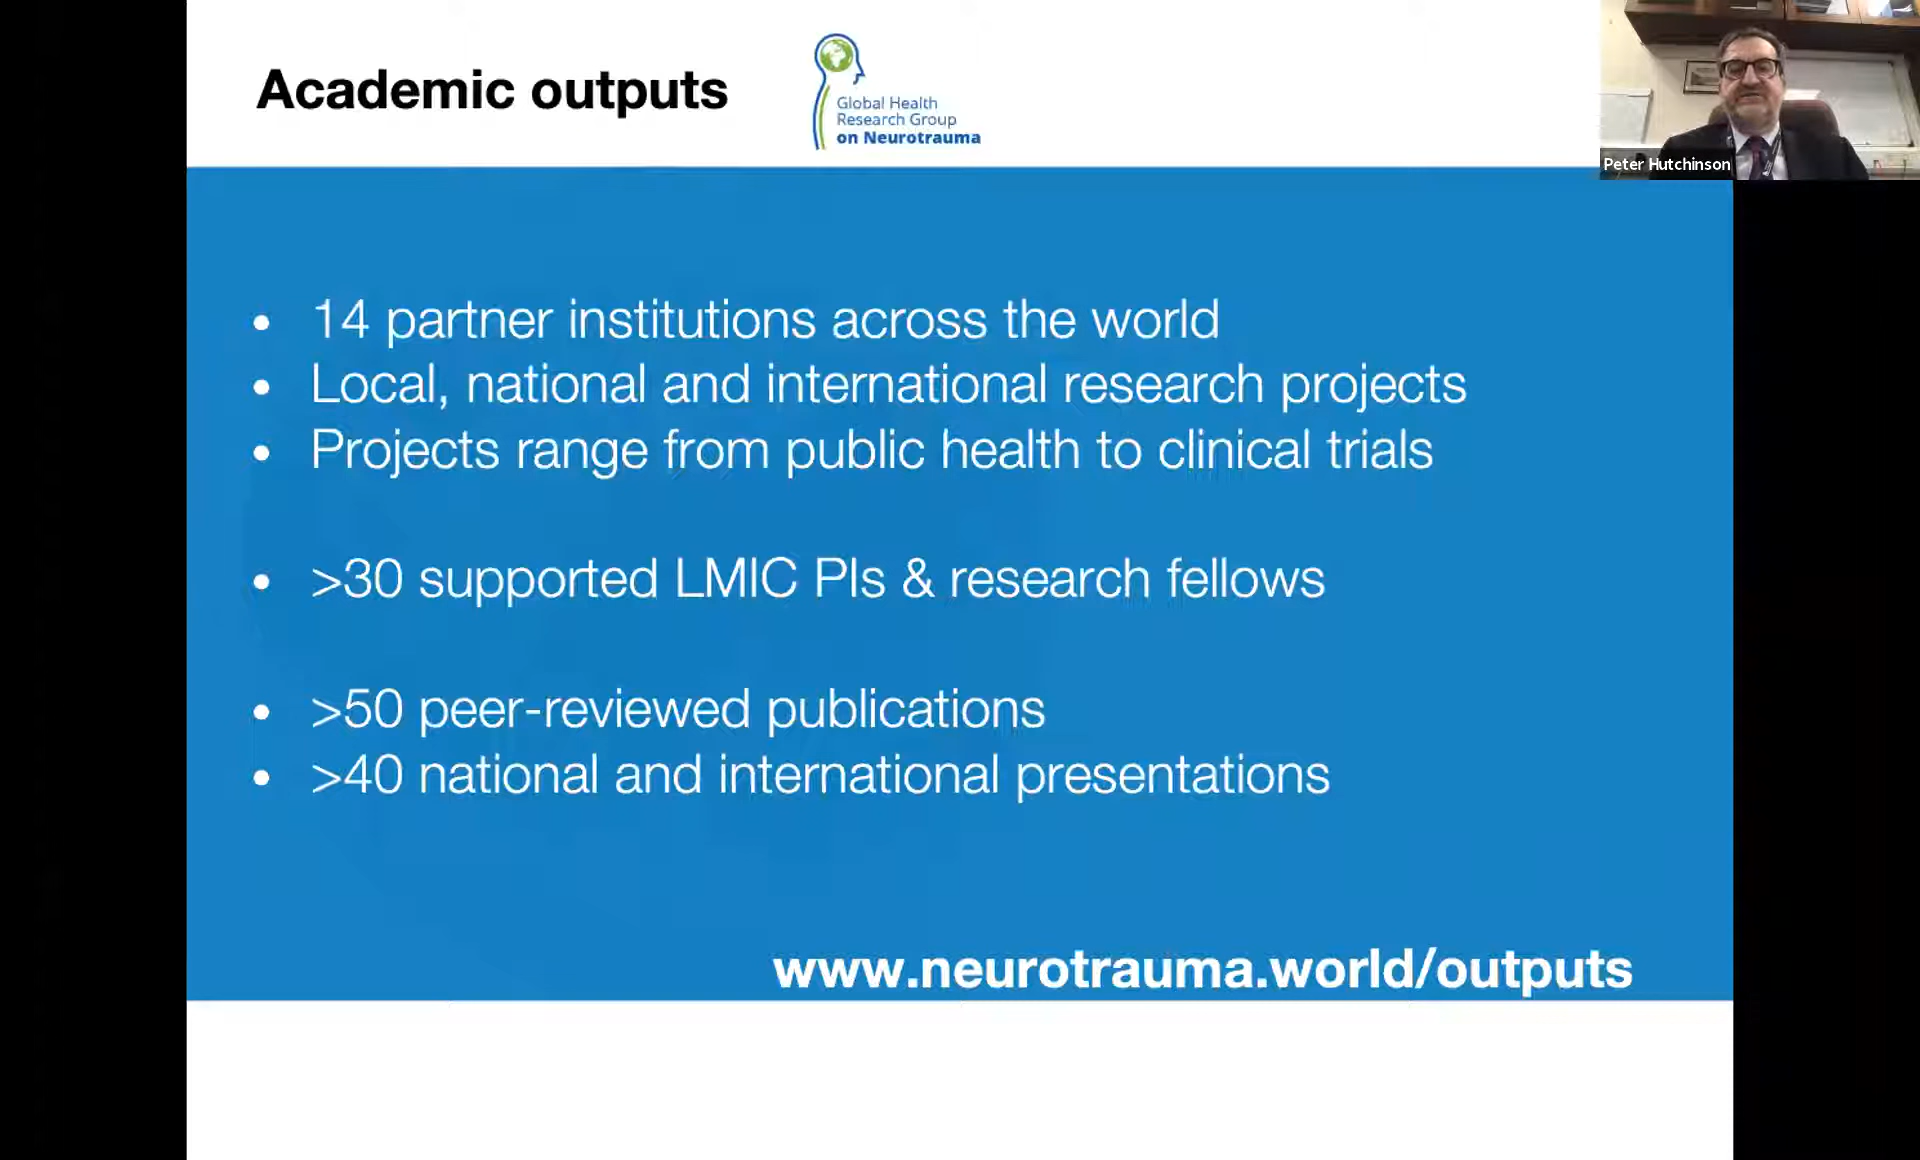 Academic outputs
Global Health
Research Group
on Neurotrauma
Peter Hutchinson
• 14 partner institutions across the world
• Local, national and international research projects
• Projects range from public health to clinical trials
• >30 supported LMIC PIs & research fellows
• >50 peer-reviewed publications
• >40 national and international presentations
www.neurotrauma.world/outputs